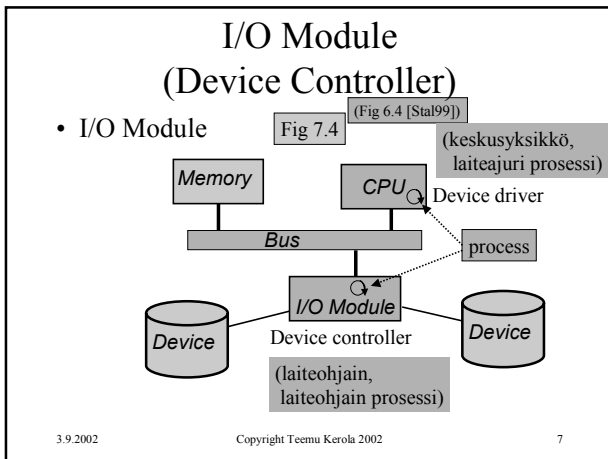 I/O Module
(Device Controller)
• I/O Module
Fig 7.4
(Fig 6.4 [Stal99])
(keskusyksikkö,
laiteajuri prosessi)
Memory
CPU
Device driver
Bus
process
I/O Module
Device
Device controller
Device
(laiteohjain,
laiteohjain prosessi)
3.9.2002
Copyright Teemu Kerola 2002
7